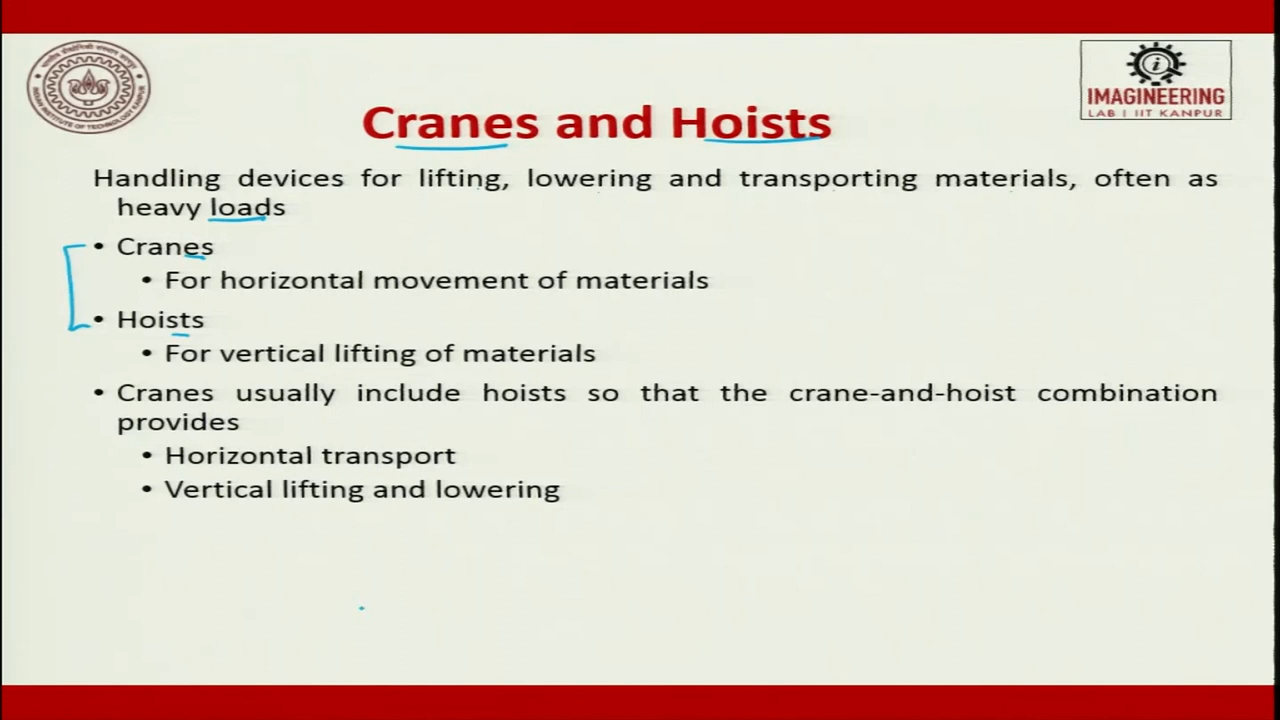 IMAGINEERING
LAB | IIT KANPUR
Cranes and Hoists
Handling devices for lifting, lowering and transporting materials, often as
heavy loads
• Cranes
• For horizontal movement of materials
• Hoists
• For vertical lifting of materials
• Cranes usually include hoists so that the crane-and-hoist combination
provides
• Horizontal transport
• Vertical lifting and lowering